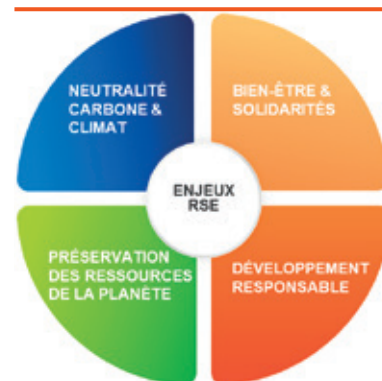 NEUTRALITÉ
CARBONE &
CLIMAT
BIEN-ÊTRE &
SOLIDARITÉS
ENJEUX
RSE
PRÉSERVATION
DES RESSOURCES
DE LA PLANÈTE
DÉVELOPPEMENT
RESPONSABLE